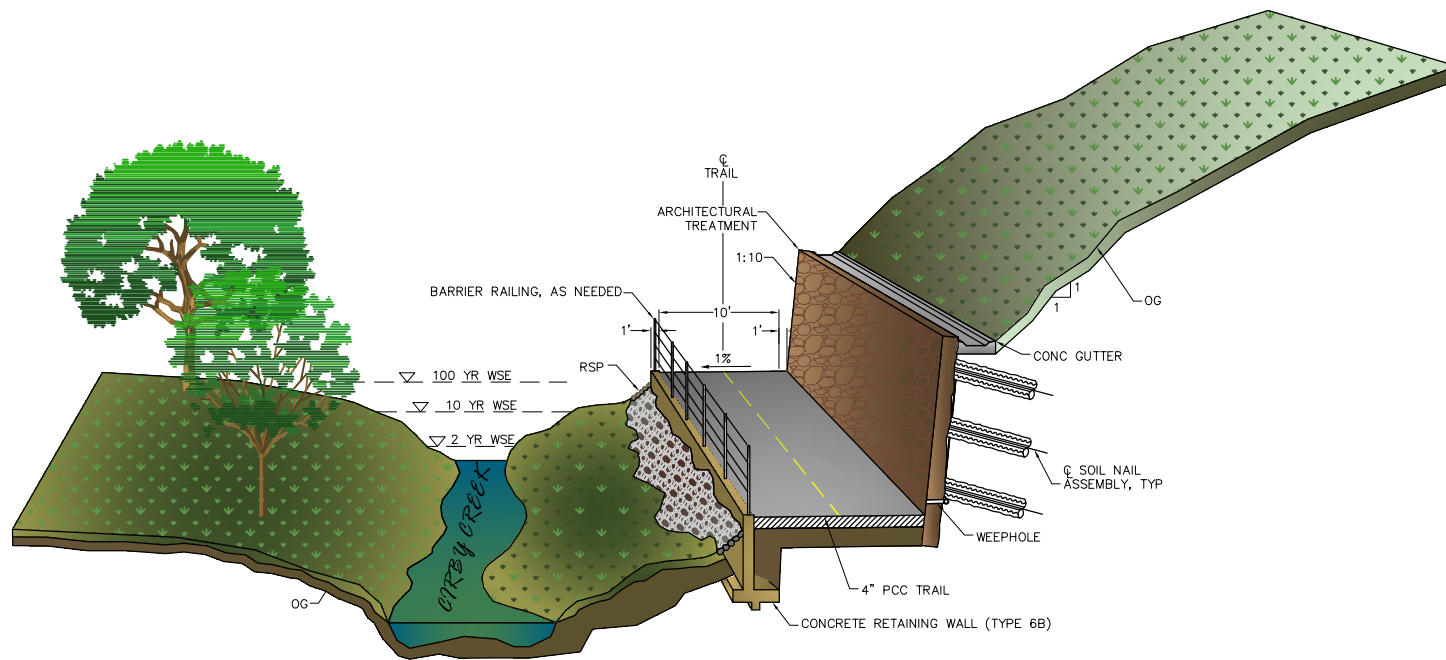 ℄
TRAIL
ARCHITECTURAL
TREATMENT
1:10
BARRIER RAILING, AS NEEDED
10'
1'
1'
1%
RSP
100 YR WSE
10 YR WSE
2 YR WSE
1
1
OG
CONC GUTTER
℄ SOIL NAIL
ASSEMBLY, TYP
WEEPHOLE
CIRBY CREEK
4" PCC TRAIL
OG
CONCRETE RETAINING WALL (TYPE 6B)